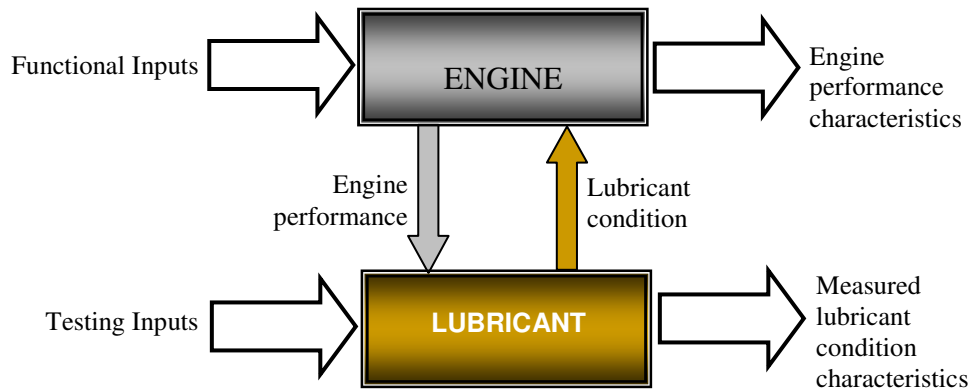 Functional Inputs
ENGINE
Engine
performance
characteristics
Engine
performance
Lubricant
condition
Testing Inputs
LUBRICANT
Measured
lubricant
condition
characteristics